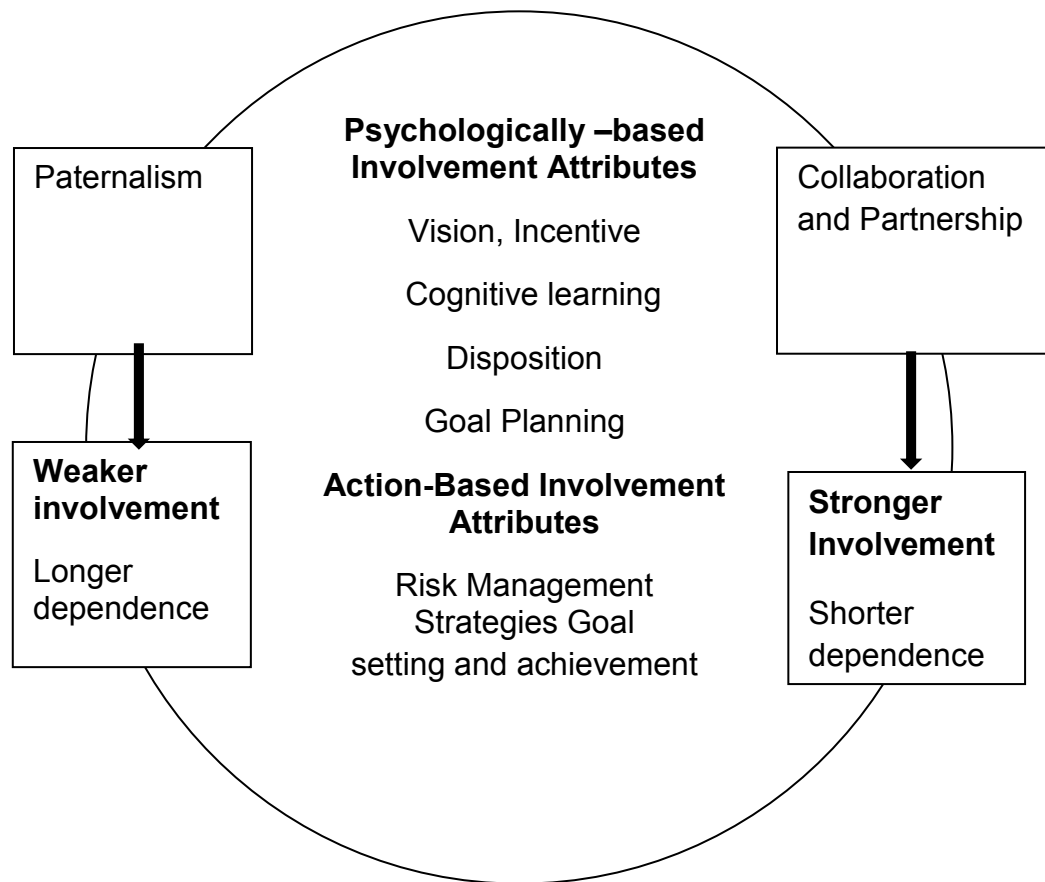 Psychologically –based
Involvement Attributes
Paternalism
Collaboration
and Partnership
Vision, Incentive
Cognitive learning
Disposition
Goal Planning
Weaker
involvement
Longer
dependence
Action-Based Involvement
Attributes
Risk Management
Strategies Goal
setting and achievement
Stronger
Involvement
Shorter
dependence